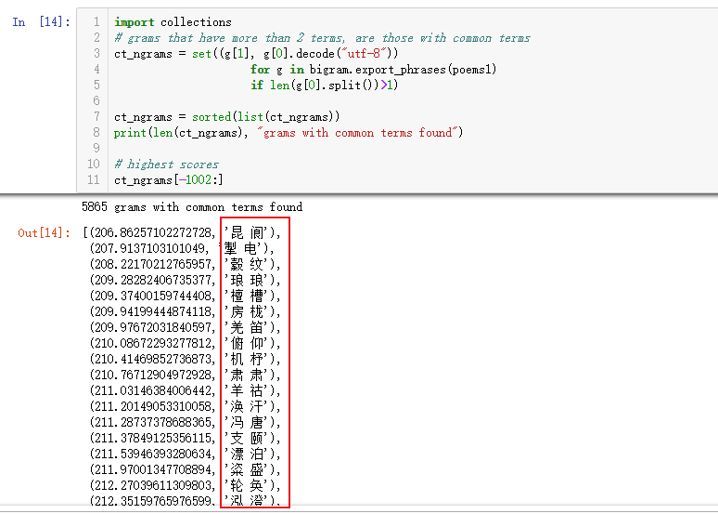 In [14]:
1 import collections
2 # grams that have more than 2 terms, are those with common terms
3 ct_ngrams = set((g[1], g[0].decode("utf-8"))
4 for g in bigram.export_phrases(poems1)
5 if len(g[0].split())>1)
6
7 ct_ngrams = sorted(list(ct_ngrams))
8 print(len(ct_ngrams), "grams with common terms found")
9
10 # highest scores
11 ct_ngrams[-1002:]
5865 grams with common terms found
Out[14]: [(206.86257102272728, '昆 阆'),
(207.9137103101049, '掣 电'),
(208.22170212765957, '縠 纹'),
(209.28282406735377, '琅 琅'),
(209.37400159744408, '檀 槽'),
(209.94199444874118, '房 栊'),
(209.97672031840597, '羌 笛'),
(210.08672293277812, '俯 仰'),
(210.41469852736873, '机 杼'),
(210.76712904972928, '肃 肃'),
(211.03146384006442, '羊 祜'),
(211.20149053310058, '涣 汗'),
(211.28737378688365, '冯 唐'),
(211.37849125356115, '支 颐'),
(211.53946393280634, '漂 泊'),
(211.97001347708894, '粢 盛'),
(212.27039611309803, '轮 奂'),
(212.35159765976599, '泓 澄'),